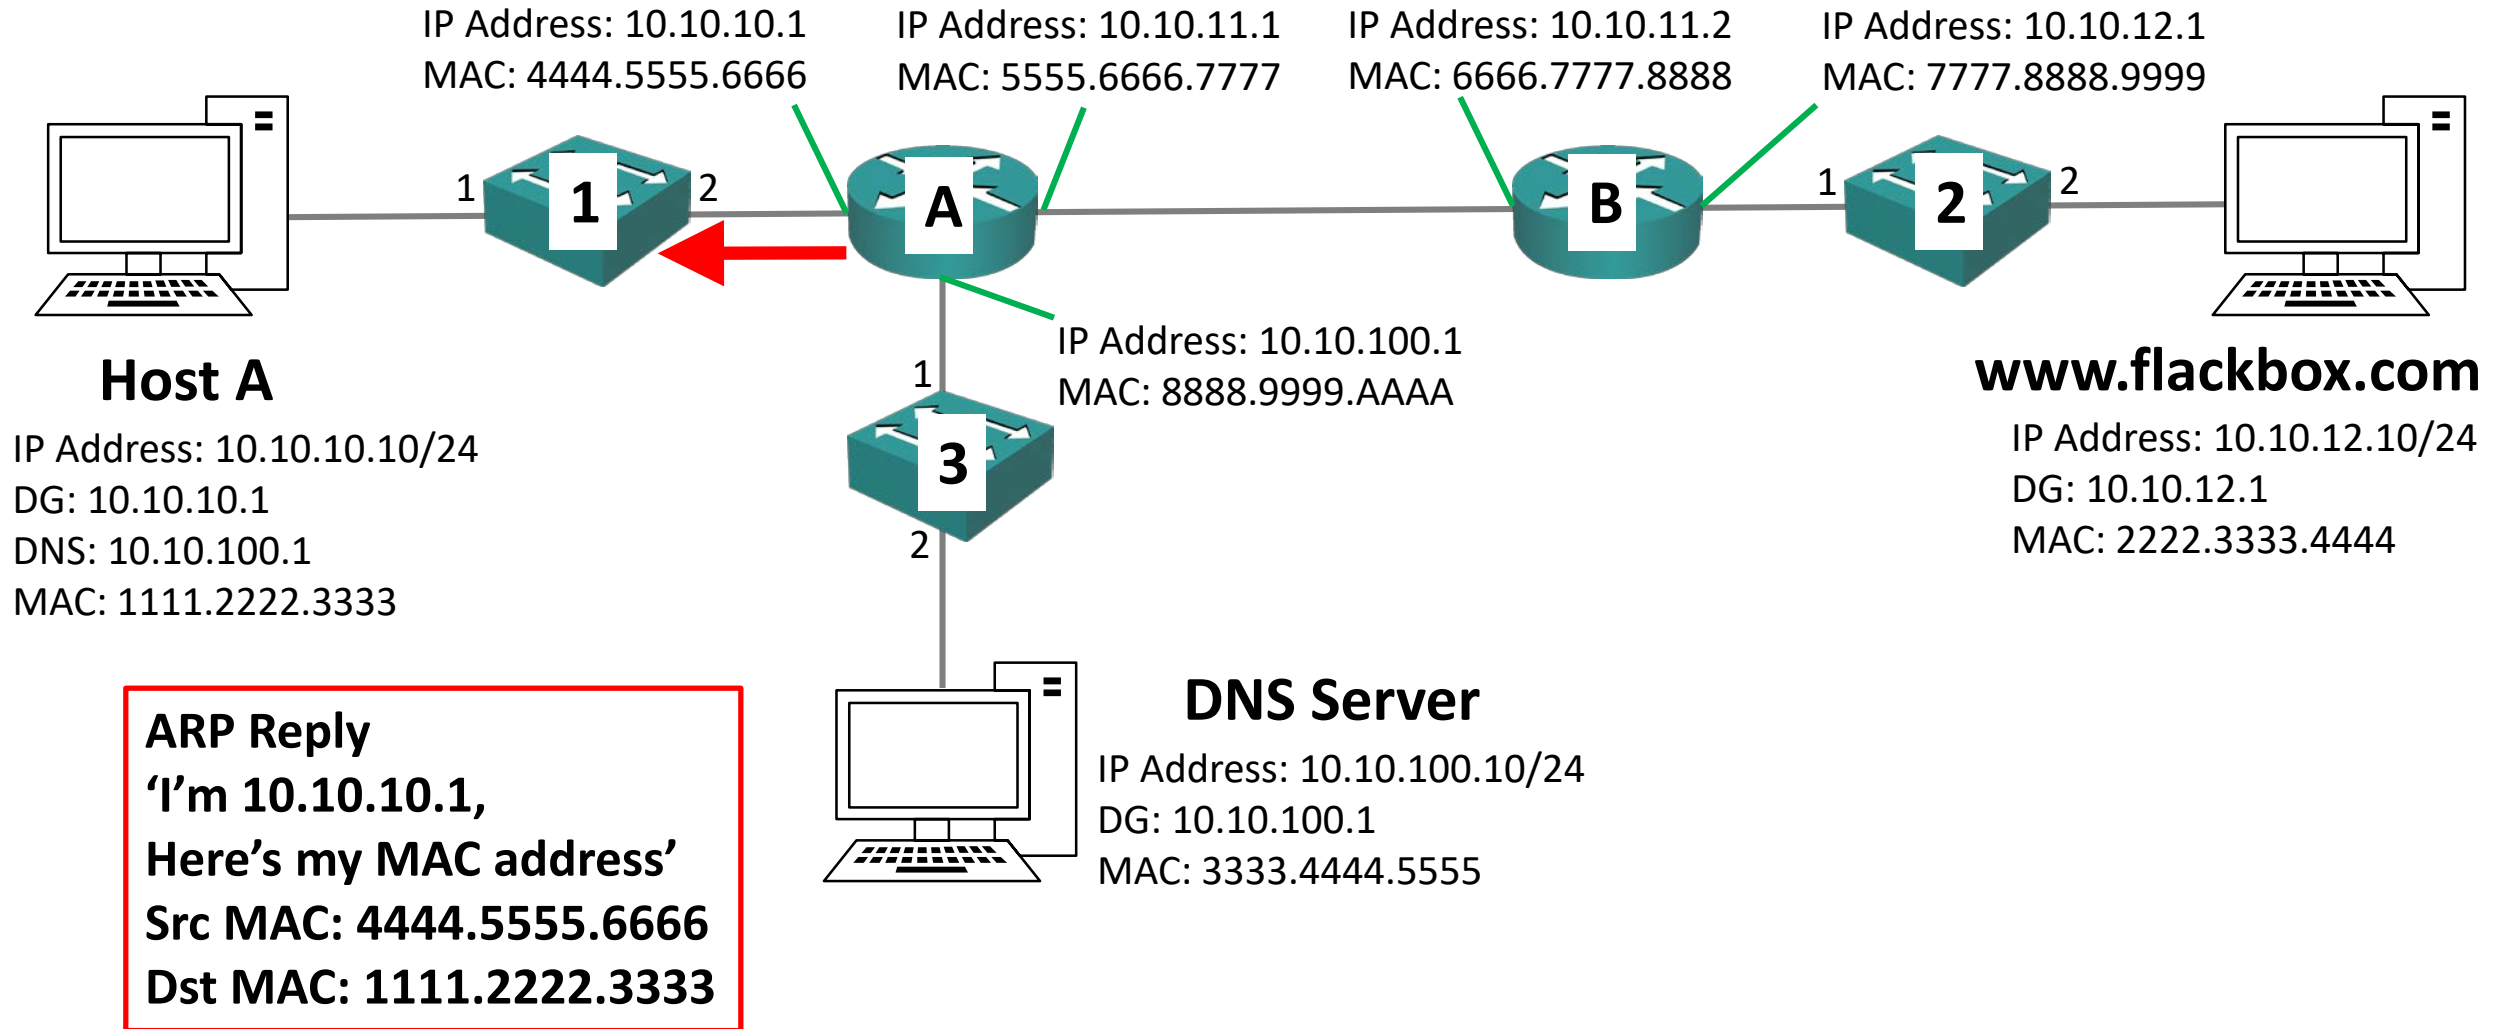 IP Address: 10.10.10.1
MAC: 4444.5555.6666
IP Address: 10.10.11.1
MAC: 5555.6666.7777
IP Address: 10.10.11.2
MAC: 6666.7777.8888
IP Address: 10.10.12.1
MAC: 7777.8888.9999
1
1
2
A
B
1
2
2
IP Address: 10.10.100.1
MAC: 8888.9999.AAAA
1
3
2
Host A
IP Address: 10.10.10.10/24
DG: 10.10.10.1
DNS: 10.10.100.1
MAC: 1111.2222.3333
www.flackbox.com
IP Address: 10.10.12.10/24
DG: 10.10.12.1
MAC: 2222.3333.4444
DNS Server
IP Address: 10.10.100.10/24
DG: 10.10.100.1
MAC: 3333.4444.5555
ARP Reply
‘I’m 10.10.10.1,
Here’s my MAC address’
Src MAC: 4444.5555.6666
Dst MAC: 1111.2222.3333